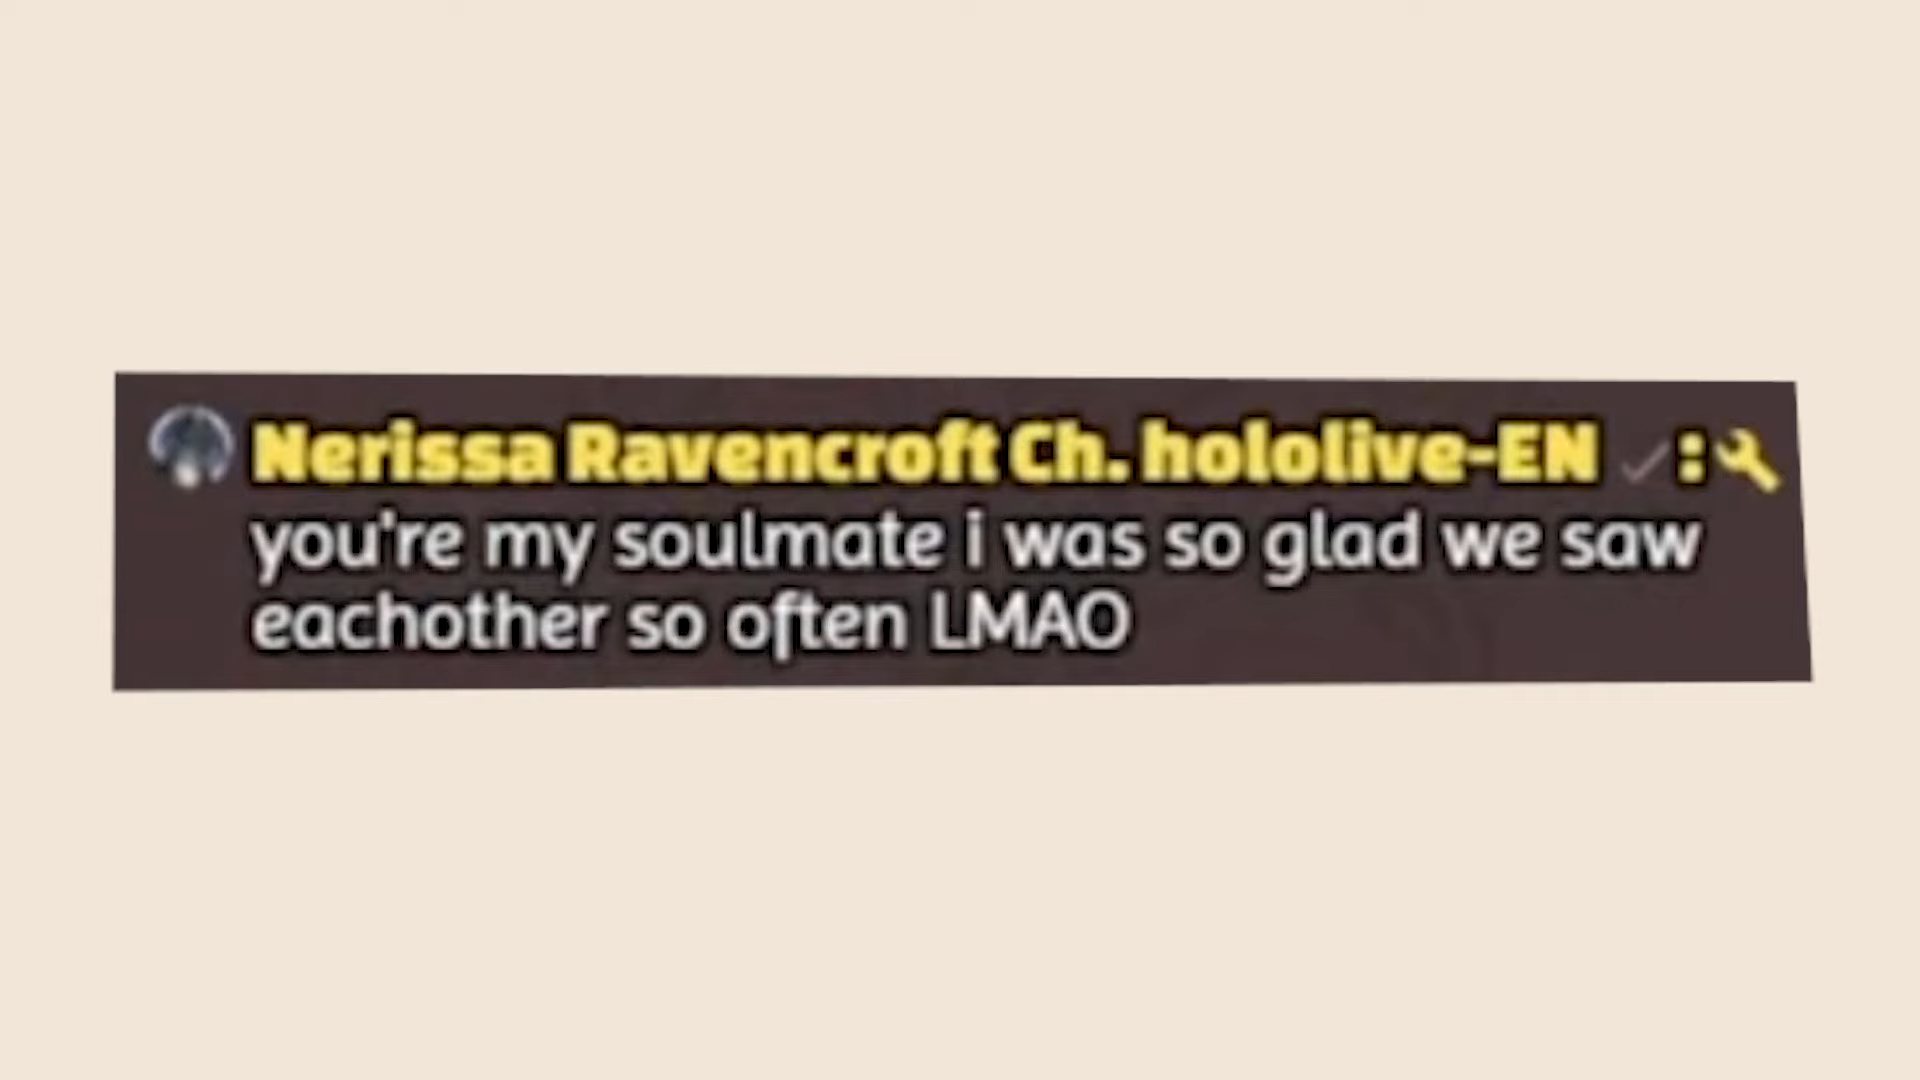 Nerissa Ravencroft Ch. hololive-EN ✓:🔧
you're my soulmate i was so glad we saw
eachother so often LMAO